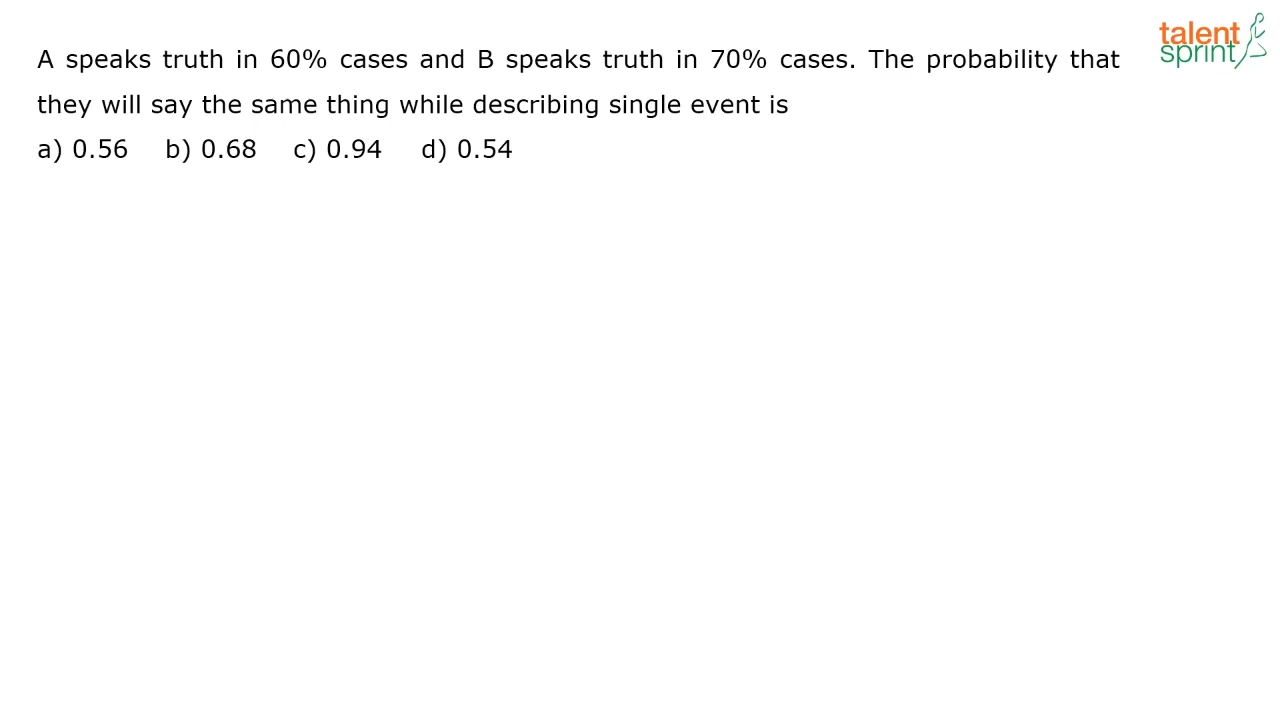 talent
sprint
A speaks truth in 60% cases and B speaks truth in 70% cases. The probability that
they will say the same thing while describing single event is
a) 0.56 b) 0.68 c) 0.94 d) 0.54